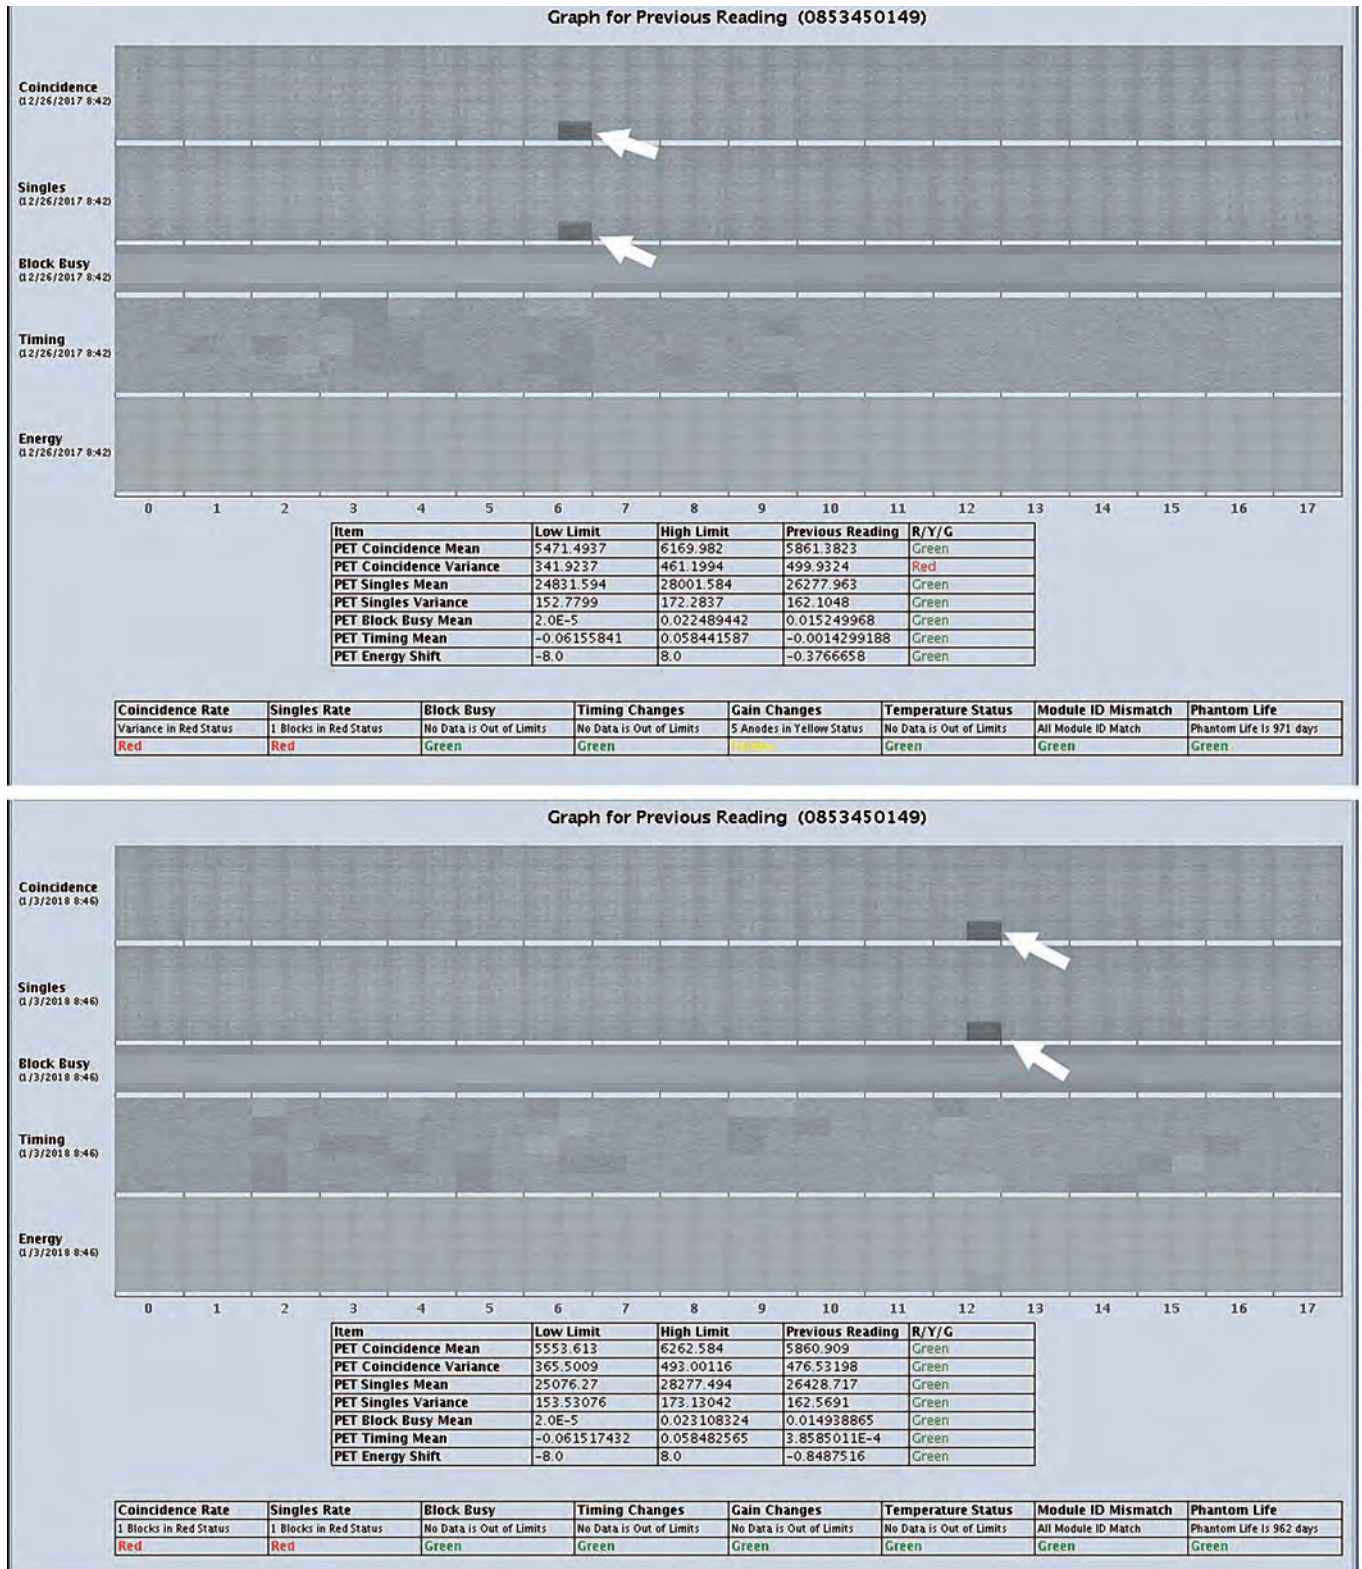 Graph for Previous Reading (0853450149)
Coincidence
(12/26/2017 8:42)
Singles
(12/26/2017 8:42)
Block Busy
(12/26/2017 8:42)
Timing
(12/26/2017 8:42)
Energy
(12/26/2017 8:42)
0 1 2 3 4 5 6 7 8 9 10 11 12 13 14 15 16 17
Item Low Limit High Limit Previous Reading R/Y/G
PET Coincidence Mean 5471.4937 6169.982 5861.3823 Green
PET Coincidence Variance 341.9237 461.1994 499.9324 Red
PET Singles Mean 24831.594 28001.584 26277.963 Green
PET Singles Variance 152.7799 172.2837 162.1048 Green
PET Block Busy Mean 2.0E-5 0.022489442 0.015249968 Green
PET Timing Mean -0.06155841 0.058441587 -0.0014299188 Green
PET Energy Shift -8.0 8.0 -0.3766658 Green
Coincidence Rate Singles Rate Block Busy Timing Changes Gain Changes Temperature Status Module ID Mismatch Phantom Life
Variance in Red Status 1 Blocks in Red Status No Data is Out of Limits No Data is Out of Limits 5 Anodes in Yellow Status No Data is Out of Limits All Module ID Match Phantom Life Is 971 days
Red Red Green Green Yellow Green Green Green
Graph for Previous Reading (0853450149)
Coincidence
(1/3/2018 8:46)
Singles
(1/3/2018 8:46)
Block Busy
(1/3/2018 8:46)
Timing
(1/3/2018 8:46)
Energy
(1/3/2018 8:46)
0 1 2 3 4 5 6 7 8 9 10 11 12 13 14 15 16 17
Item Low Limit High Limit Previous Reading R/Y/G
PET Coincidence Mean 5553.613 6262.584 5860.909 Green
PET Coincidence Variance 365.5009 493.00116 476.53198 Green
PET Singles Mean 25076.27 28277.494 26428.717 Green
PET Singles Variance 153.53076 173.13042 162.5691 Green
PET Block Busy Mean 2.0E-5 0.023108324 0.014938865 Green
PET Timing Mean -0.061517432 0.058482565 3.8585011E-4 Green
PET Energy Shift -8.0 8.0 -0.8487516 Green
Coincidence Rate Singles Rate Block Busy Timing Changes Gain Changes Temperature Status Module ID Mismatch Phantom Life
1 Blocks in Red Status 1 Blocks in Red Status No Data is Out of Limits No Data is Out of Limits No Data is Out of Limits No Data is Out of Limits All Module ID Match Phantom Life Is 962 days
Red Red Green Green Green Green Green Green